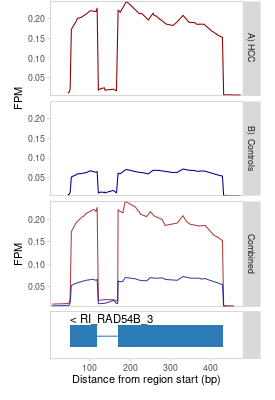 FPM
0.20
0.15
0.10
0.05
A) HCC
0.20
0.15
0.10
0.05
B) Controls
FPM
0.20
0.15
0.10
0.05
Combined
< RI_RAD54B_3
100 200 300 400
Distance from region start (bp)